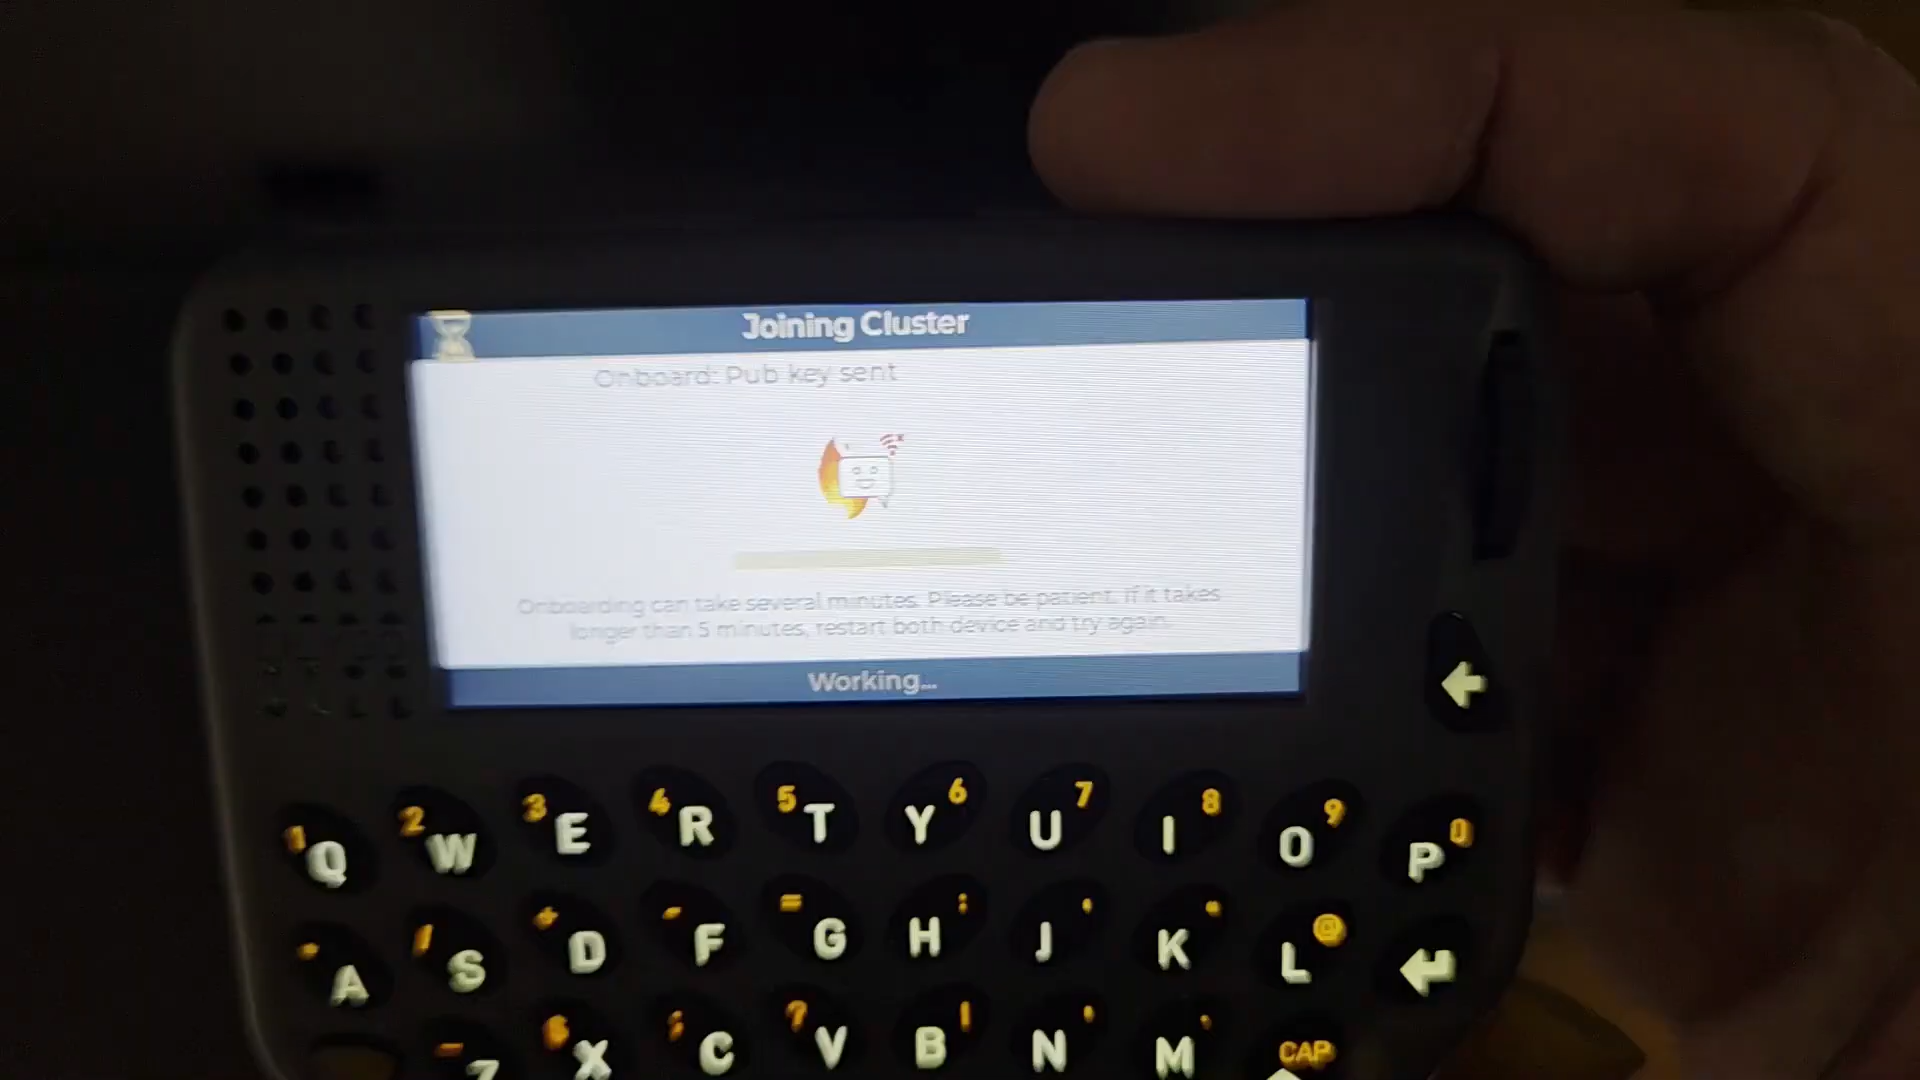 Joining Cluster
Onboard: Pub key sent
Onboarding can take several minutes. Please be patient. If it takes
longer than 5 minutes, restart both device and try again.
Working...
1 Q 2 W 3 E 4 R 5 T Y 6 U 7 I 8 O 9 P 0
A / S + D - F = G H : J ' K " L @
Z X C ? V B ! N M CAP